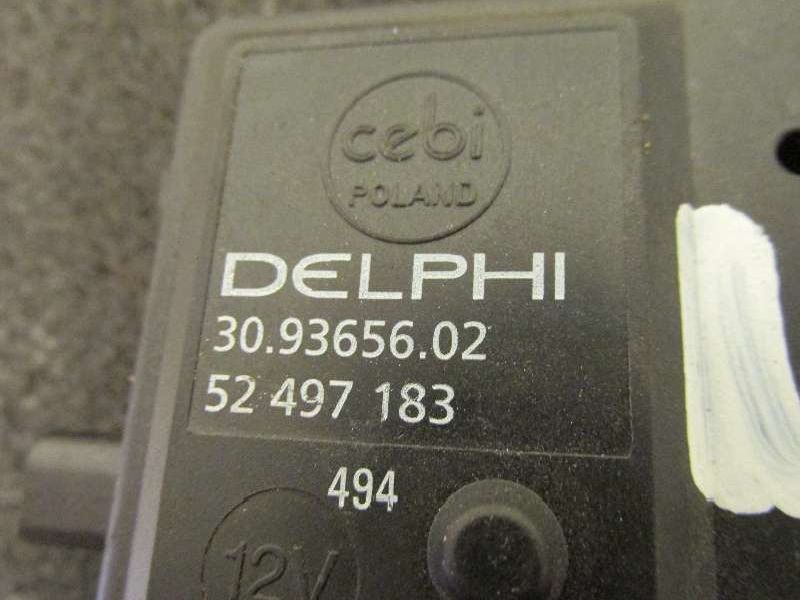 cebi
POLAND
DELPHI
30.93656.02
52 497 183
494
12V